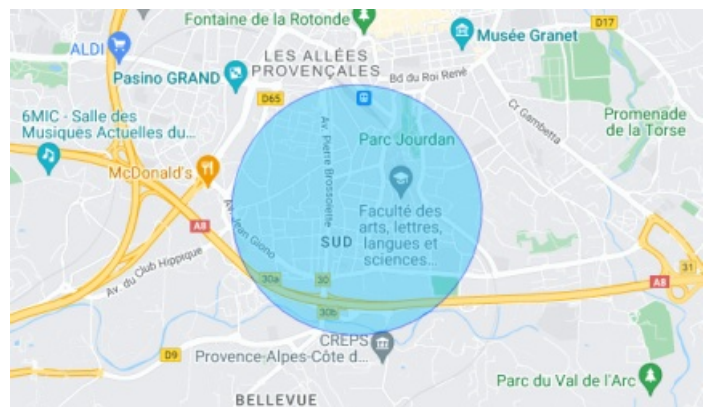 Fontaine de la Rotonde
D17
ALDI
Musée Granet
LES ALLÉES
PROVENÇALES
Pasino GRAND
Bd du Roi René
D65
6MIC - Salle des
Musiques Actuelles du...
Cr Gambetta
Promenade
de la Torse
Av. Pierre Brossolette
Parc Jourdan
McDonald's
Faculté des
arts, lettres,
langues et
sciences...
Av. Jean Giono
A8
SUD
Av. du Club Hippique
30a
30
31
A8
30b
CREPS
Provence-Alpes-Côte d...
D9
Parc du Val de l'Arc
BELLEVUE